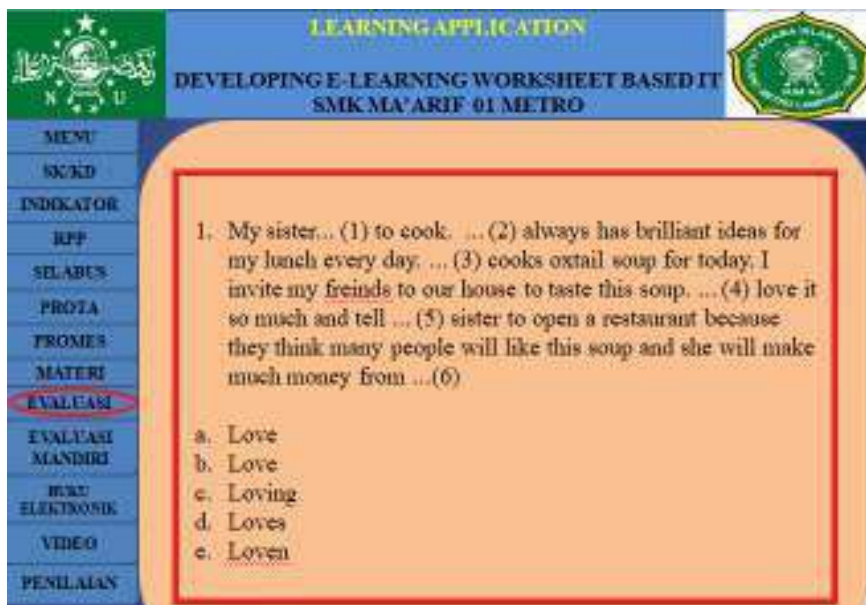 LEARNING APPLICATION
DEVELOPING E-LEARNING WORKSHEET BASED IT
SMK MA'ARIF 01 METRO
N U
MENU
SK/KD
INDIKATOR
RPP
SILABUS
PROTA
PROMES
MATERI
EVALUASI
EVALUASI
MANDIRI
BUKU
ELEKTRONIK
VIDEO
PENILAIAN
1. My sister... (1) to cook. ... (2) always has brilliant ideas for
my lunch every day. ... (3) cooks oxtail soup for today. I
invite my freinds to our house to taste this soup. ... (4) love it
so much and tell ... (5) sister to open a restaurant because
they think many people will like this soup and she will make
much money from ...(6)
a. Love
b. Love
c. Loving
d. Loves
e. Loven